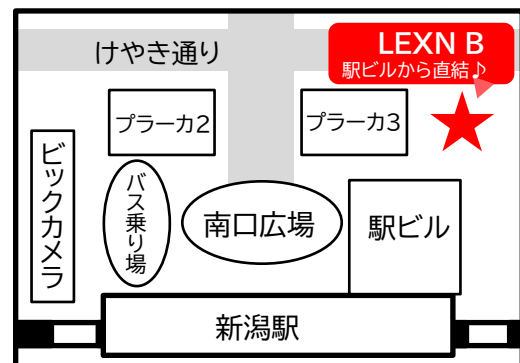 けやき通り
LEXN B
駅ビルから直結♪
プラーカ2
プラーカ3
ビックカメラ
バス乗り場
南口広場
駅ビル
新潟駅